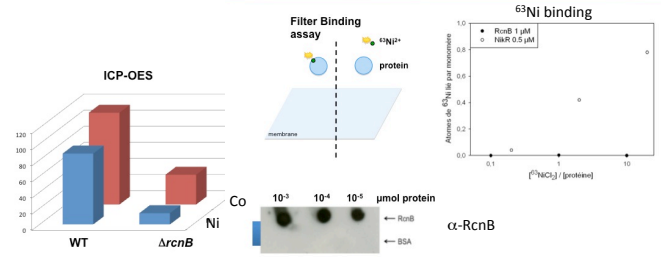 ICP-OES
120
100
80
60
40
20
0
WT
ΔrcnB
Ni
Co
Filter Binding
assay
⁶³Ni²⁺
protein
membrane
10⁻³ 10⁻⁴ 10⁻⁵ µmol protein
RcnB
BSA
α-RcnB
⁶³Ni binding
RcnB 1 µM
NikR 0.5 µM
Atomes de ⁶³Ni lié par monomère
1,0
0,8
0,6
0,4
0,2
0,0
0,1 1 10
[⁶³NiCl₂] / [protéine]